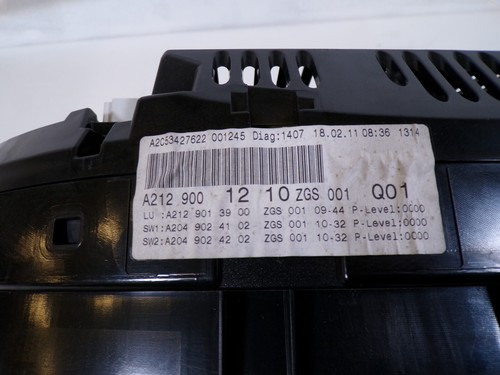 A2C53427622 001245 Diag:1407 18.02.11 08:36 1314
A212 900 12 10 ZGS 001 Q01
LU :A212 901 39 00 ZGS 001 09-44 P-Level:0000
SW1:A204 902 41 02 ZGS 001 10-32 P-Level:0000
SW2:A204 902 42 02 ZGS 001 10-32 P-Level:0000